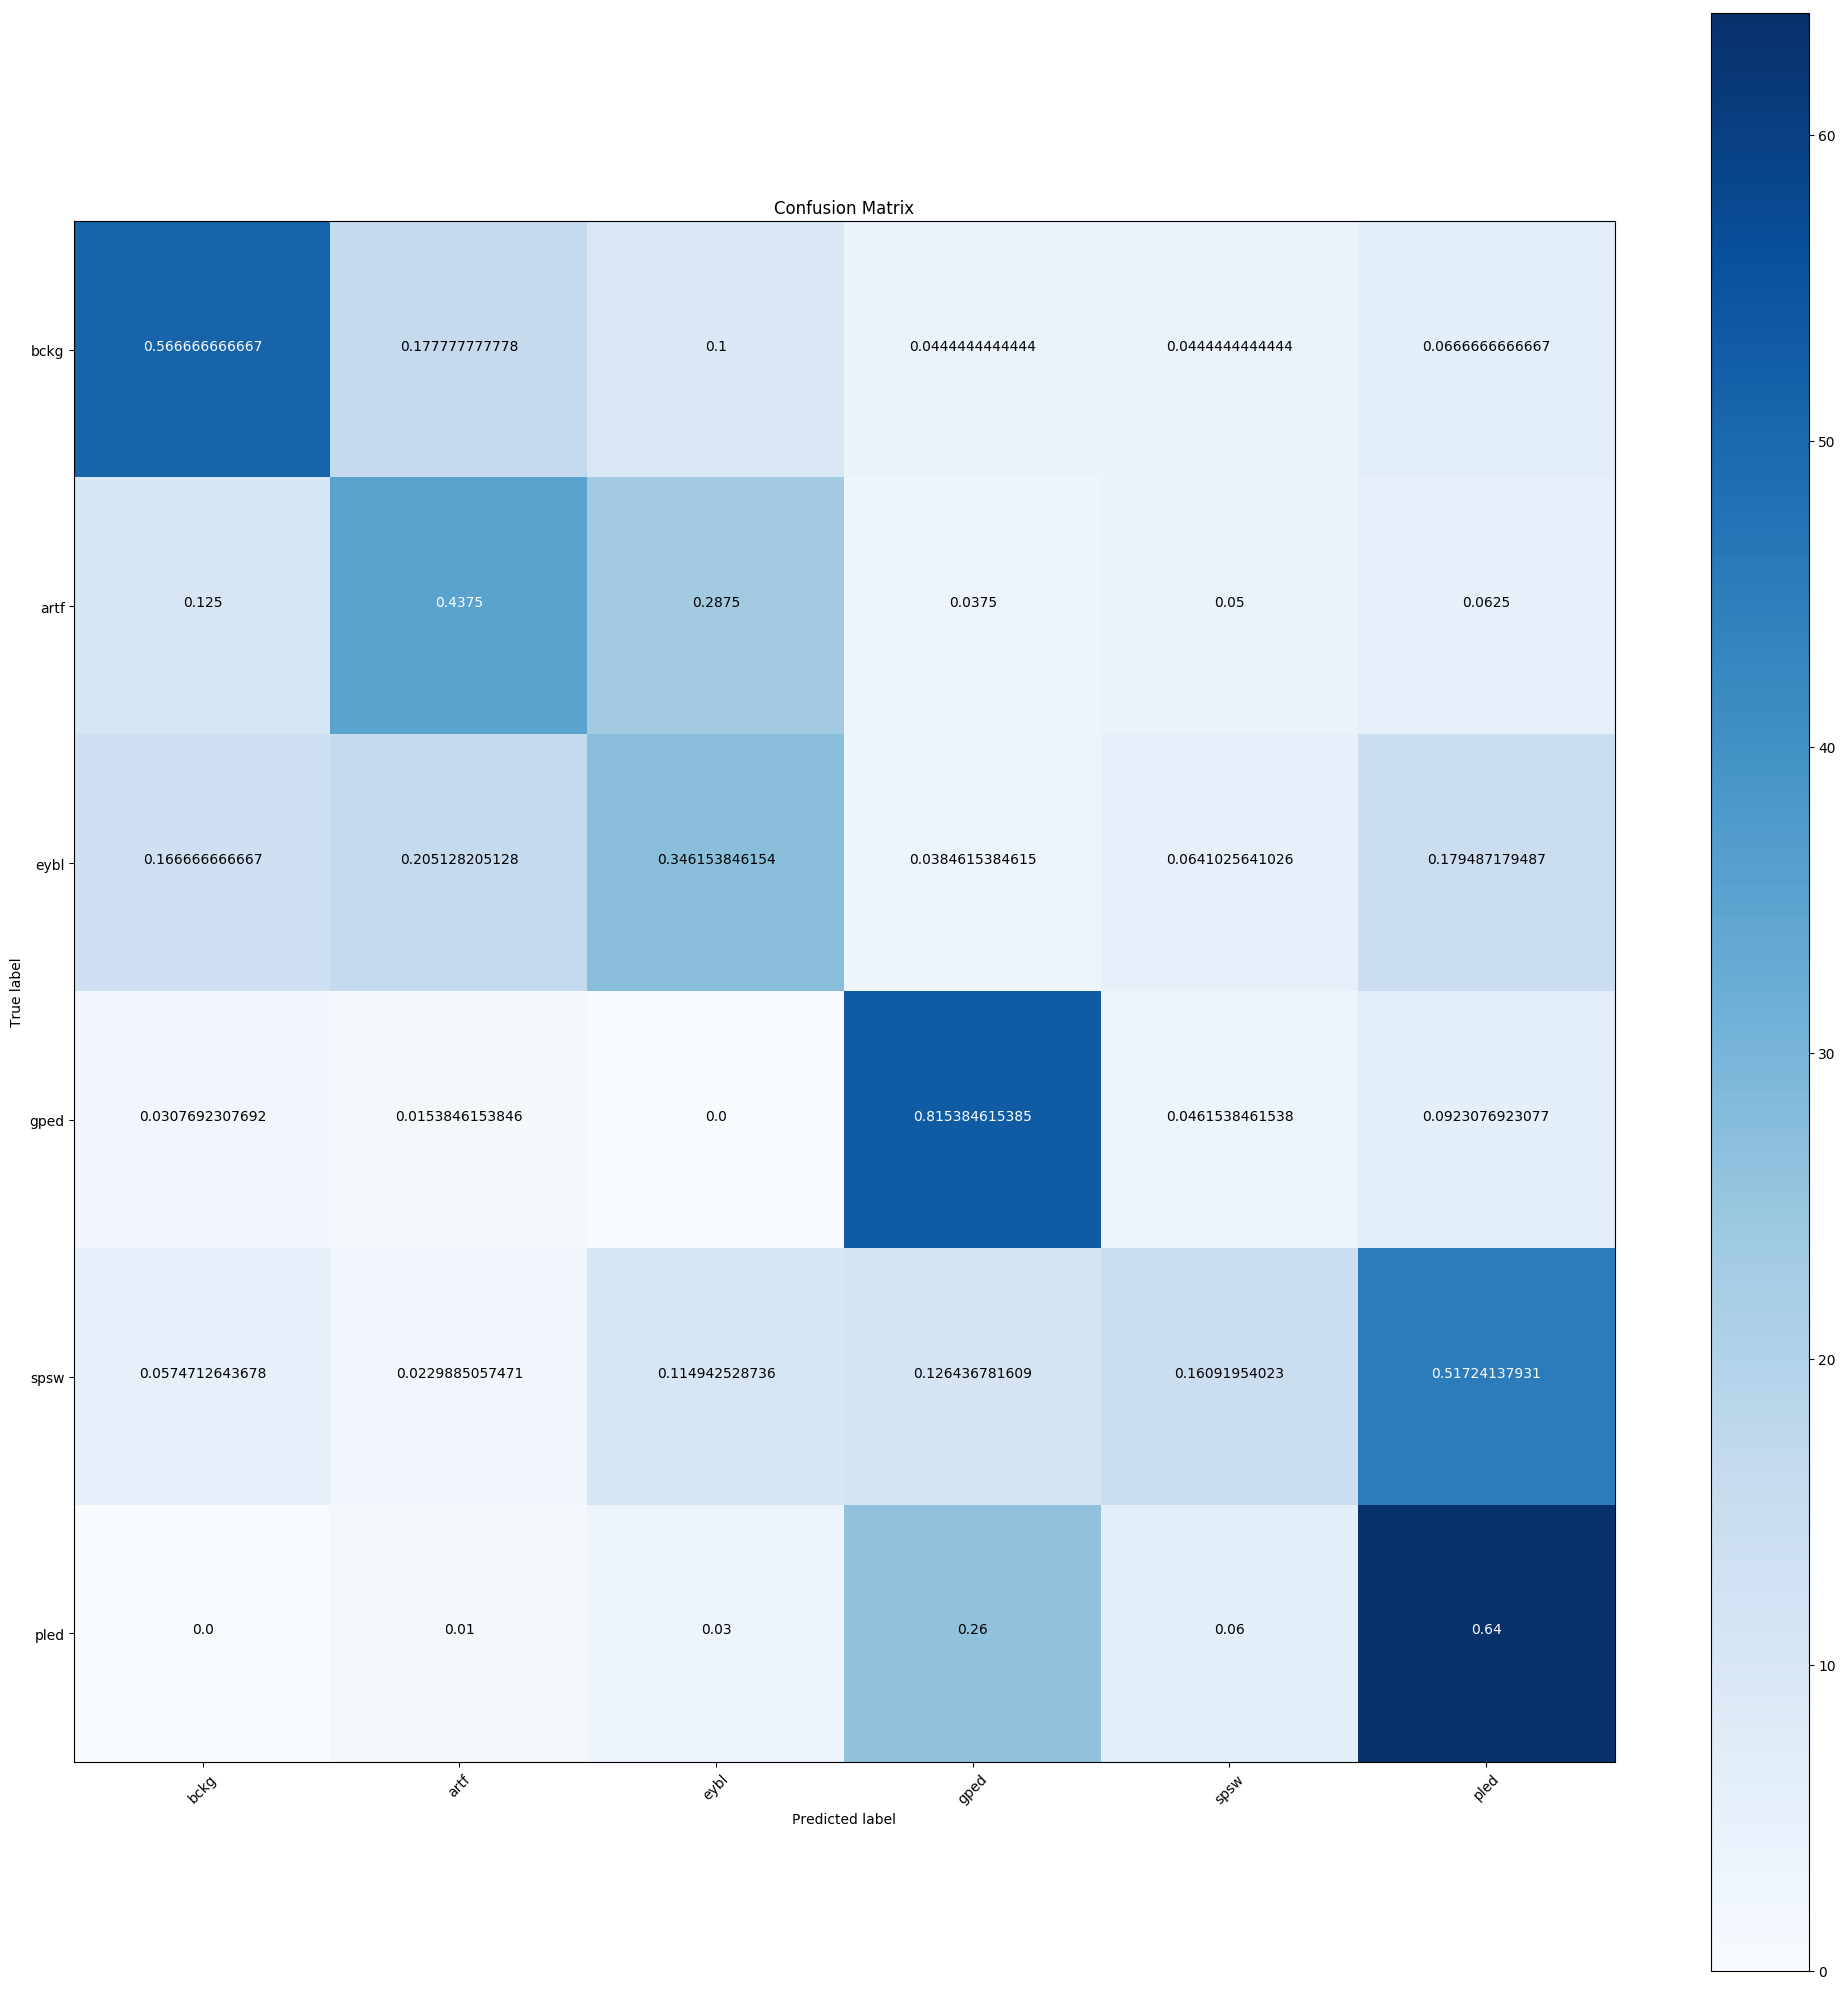 Confusion Matrix
60
50
40
30
20
10
0
True label
bckg 0.566666666667 0.177777777778 0.1 0.0444444444444 0.0444444444444 0.0666666666667
artf 0.125 0.4375 0.2875 0.0375 0.05 0.0625
eybl 0.166666666667 0.205128205128 0.346153846154 0.0384615384615 0.0641025641026 0.179487179487
gped 0.0307692307692 0.0153846153846 0.0 0.815384615385 0.0461538461538 0.0923076923077
spsw 0.0574712643678 0.0229885057471 0.114942528736 0.126436781609 0.16091954023 0.51724137931
pled 0.0 0.01 0.03 0.26 0.06 0.64
bckg artf eybl gped spsw pled
Predicted label